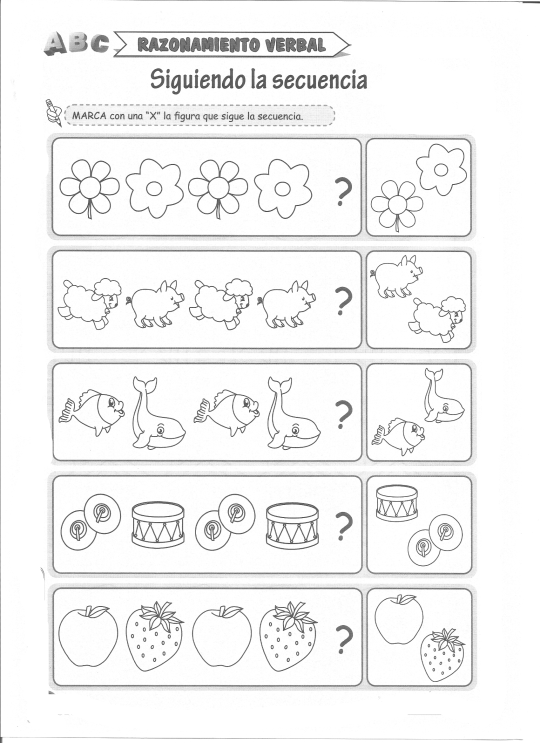 ABC RAZONAMIENTO VERBAL
Siguiendo la secuencia
MARCA con una "X" la figura que sigue la secuencia.
?
?
?
?
?